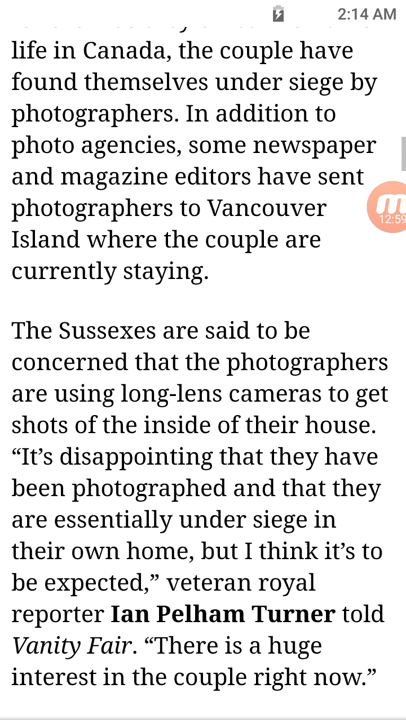 2:14 AM
life in Canada, the couple have
found themselves under siege by
photographers. In addition to
photo agencies, some newspaper
and magazine editors have sent
photographers to Vancouver
12:59
Island where the couple are
currently staying.
The Sussexes are said to be
concerned that the photographers
are using long-lens cameras to get
shots of the inside of their house.
“It’s disappointing that they have
been photographed and that they
are essentially under siege in
their own home, but I think it’s to
be expected,” veteran royal
reporter Ian Pelham Turner told
Vanity Fair. “There is a huge
interest in the couple right now.”